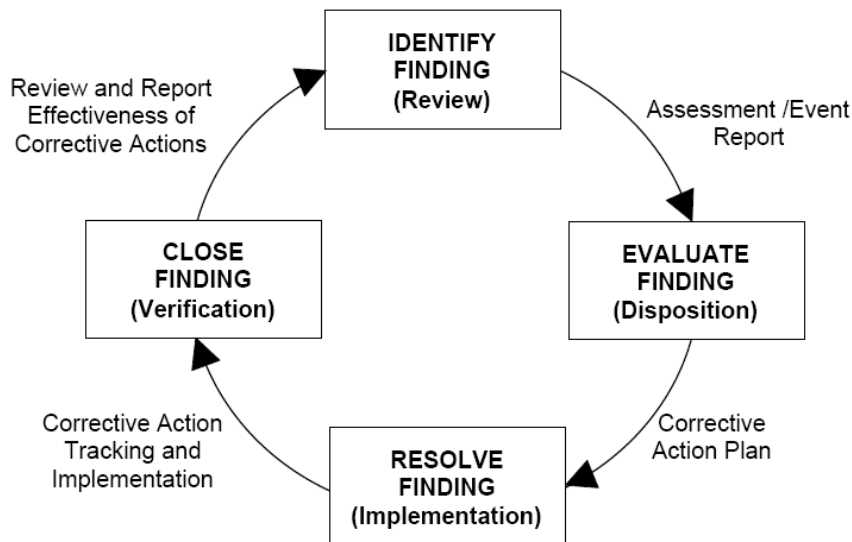 IDENTIFY
FINDING
(Review)
Assessment /Event
Report
EVALUATE
FINDING
(Disposition)
Corrective
Action Plan
RESOLVE
FINDING
(Implementation)
Corrective Action
Tracking and
Implementation
CLOSE
FINDING
(Verification)
Review and Report
Effectiveness of
Corrective Actions